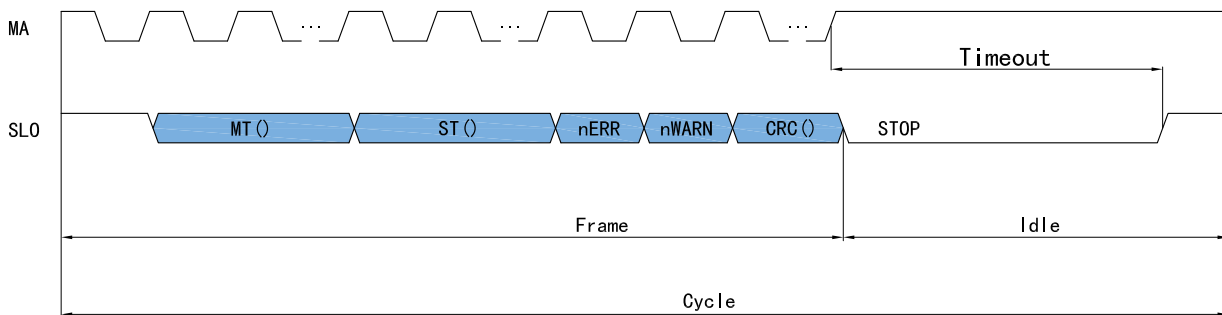 MA ... ... ...
Timeout
SLO MT() ST() nERR nWARN CRC() STOP
Frame Idle
Cycle